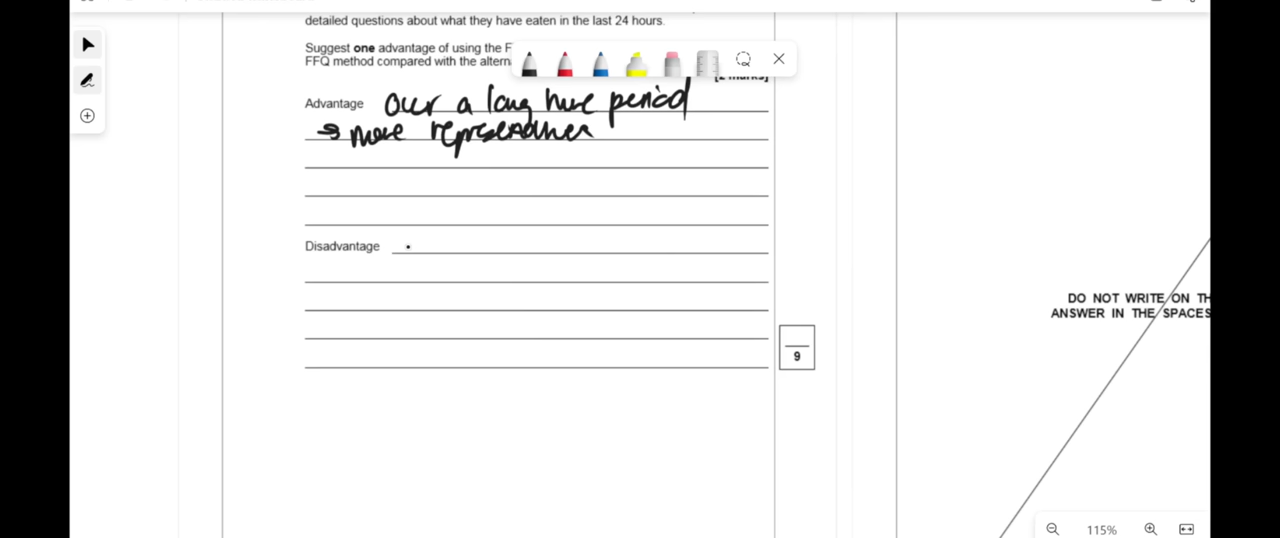 detailed questions about what they have eaten in the last 24 hours.
Suggest one advantage of using the
FFQ method compared with the
Advantage over a long time period
→ more representative
Disadvantage
9
DO NOT WRITE ON
ANSWER IN THE SPACES
115%